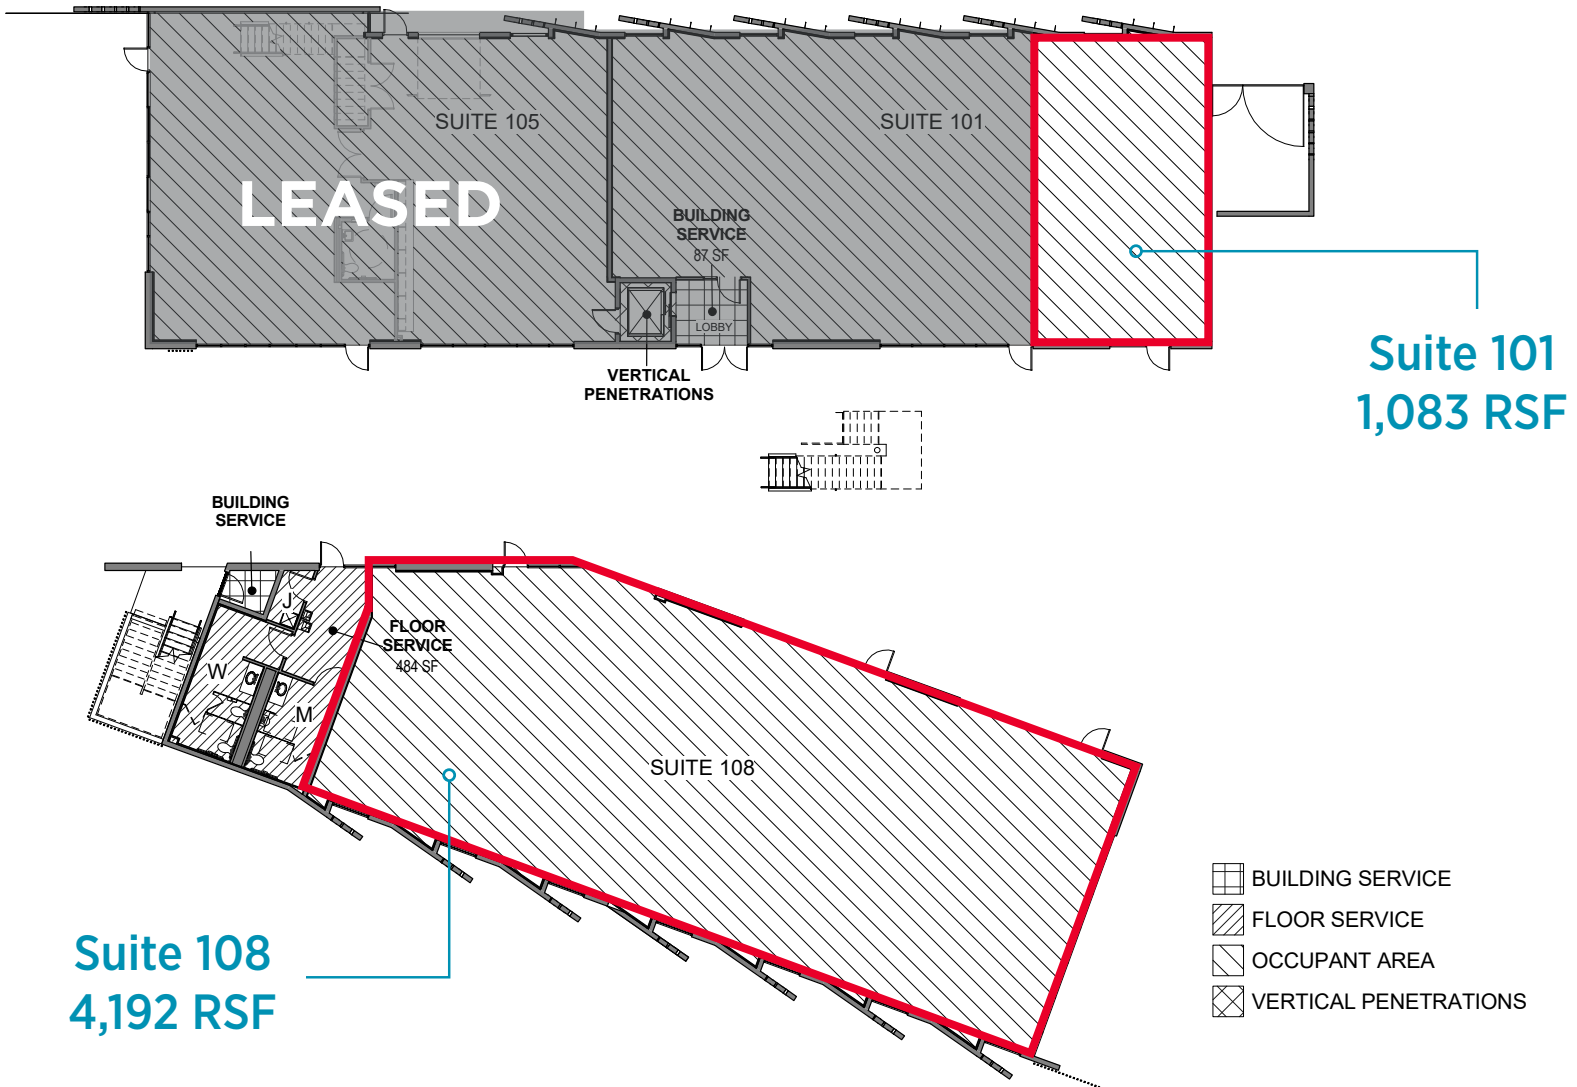 SUITE 105
SUITE 101
LEASED
BUILDING
SERVICE
87 SF
LOBBY
VERTICAL
PENETRATIONS
Suite 101
1,083 RSF
BUILDING
SERVICE
J
FLOOR
SERVICE
484 SF
W
M
SUITE 108
Suite 108
4,192 RSF
BUILDING SERVICE
FLOOR SERVICE
OCCUPANT AREA
VERTICAL PENETRATIONS